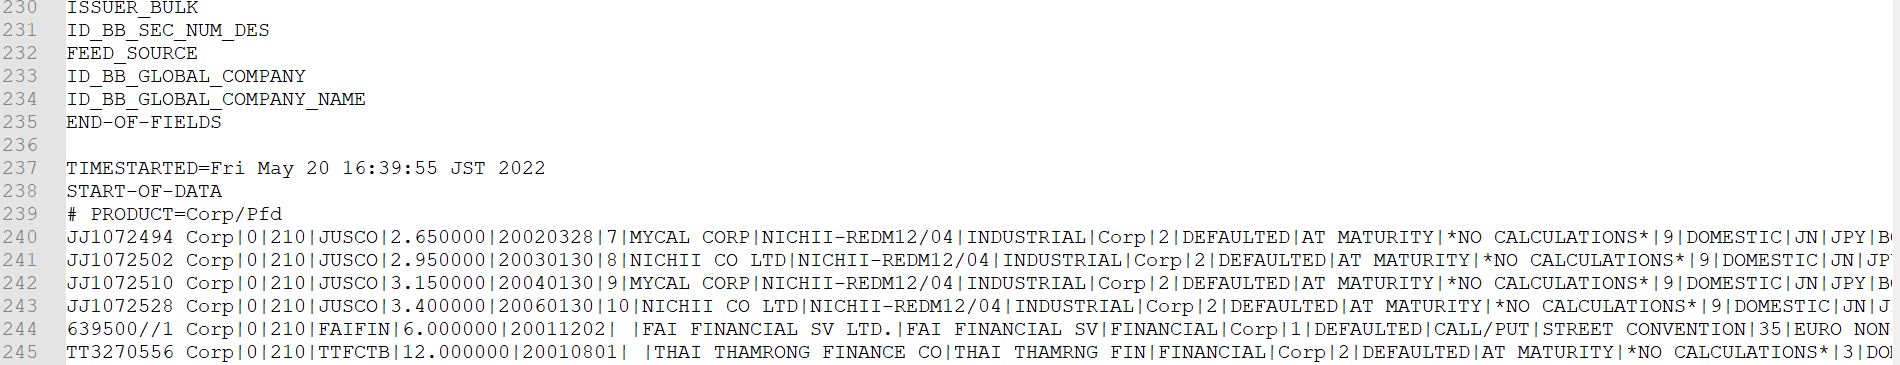 230 ISSUER_BULK
231 ID_BB_SEC_NUM_DES
232 FEED_SOURCE
233 ID_BB_GLOBAL_COMPANY
234 ID_BB_GLOBAL_COMPANY_NAME
235 END-OF-FIELDS
236
237 TIMESTARTED=Fri May 20 16:39:55 JST 2022
238 START-OF-DATA
239 # PRODUCT=Corp/Pfd
240 JJ1072494 Corp|0|210|JUSCO|2.650000|20020328|7|MYCAL CORP|NICHII-REDM12/04|INDUSTRIAL|Corp|2|DEFAULTED|AT MATURITY|*NO CALCULATIONS*|9|DOMESTIC|JN|JPY|
241 JJ1072502 Corp|0|210|JUSCO|2.950000|20030130|8|NICHII CO LTD|NICHII-REDM12/04|INDUSTRIAL|Corp|2|DEFAULTED|AT MATURITY|*NO CALCULATIONS*|9|DOMESTIC|JN|JP
242 JJ1072510 Corp|0|210|JUSCO|3.150000|20040130|9|MYCAL CORP|NICHII-REDM12/04|INDUSTRIAL|Corp|2|DEFAULTED|AT MATURITY|*NO CALCULATIONS*|9|DOMESTIC|JN|JPY|
243 JJ1072528 Corp|0|210|JUSCO|3.400000|20060130|10|NICHII CO LTD|NICHII-REDM12/04|INDUSTRIAL|Corp|2|DEFAULTED|AT MATURITY|*NO CALCULATIONS*|9|DOMESTIC|JN|J
244 639500//1 Corp|0|210|FAIFIN|6.000000|20011202| |FAI FINANCIAL SV LTD.|FAI FINANCIAL SV|FINANCIAL|Corp|1|DEFAULTED|CALL/PUT|STREET CONVENTION|35|EURO NON-
245 TT3270556 Corp|0|210|TTFCTB|12.000000|20010801| |THAI THAMRONG FINANCE CO|THAI THAMRNG FIN|FINANCIAL|Corp|2|DEFAULTED|AT MATURITY|*NO CALCULATIONS*|3|DO